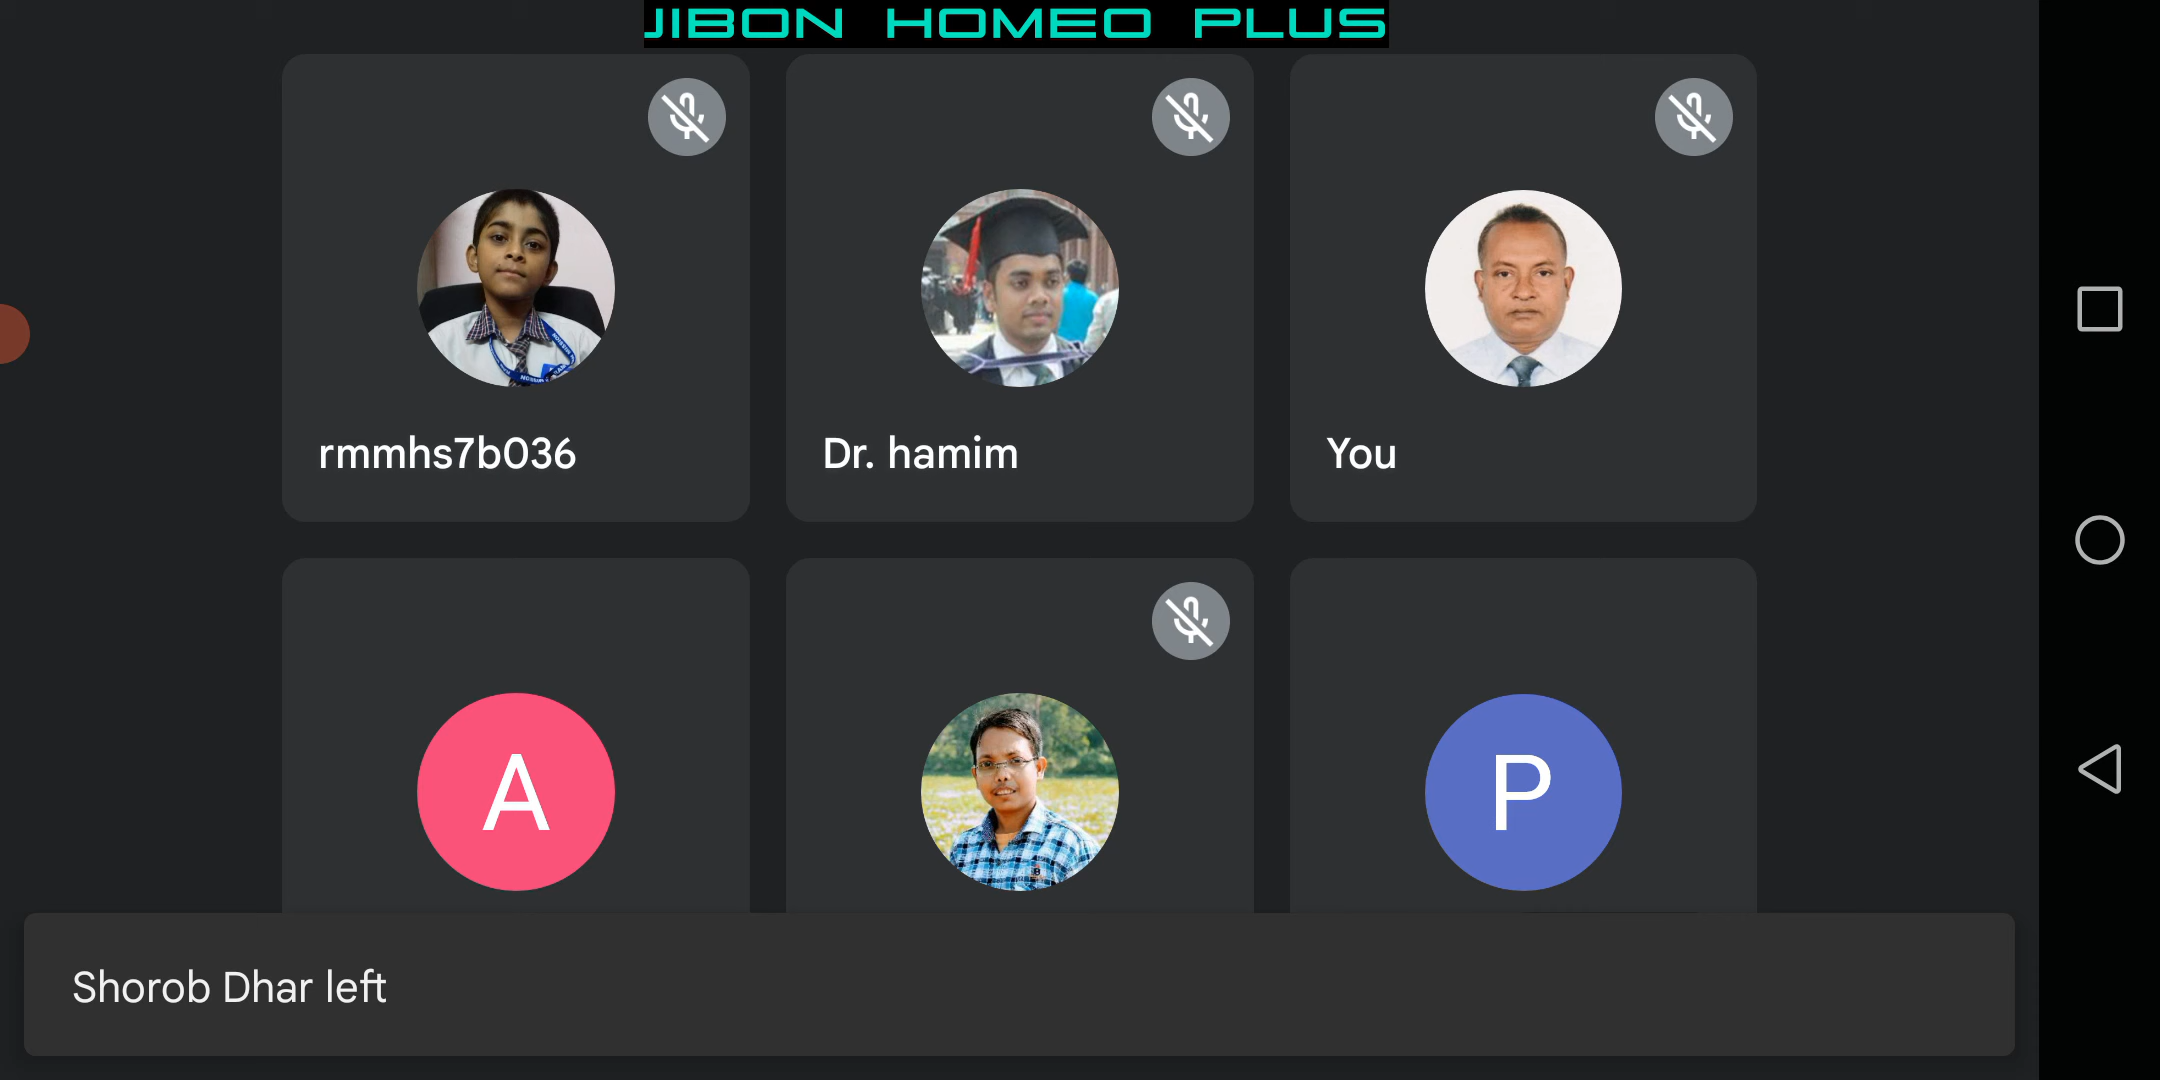 JIBON HOMEO PLUS
rmmhs7b036
Dr. hamim
You
A
P
Shorob Dhar left